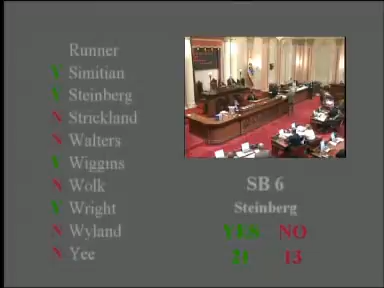 Runner
Y Simitian
Y Steinberg
N Strickland
N Walters
Y Wiggins
N Wolk
Y Wright
N Wyland
N Yee
SB 6
Steinberg
YES NO
21 13